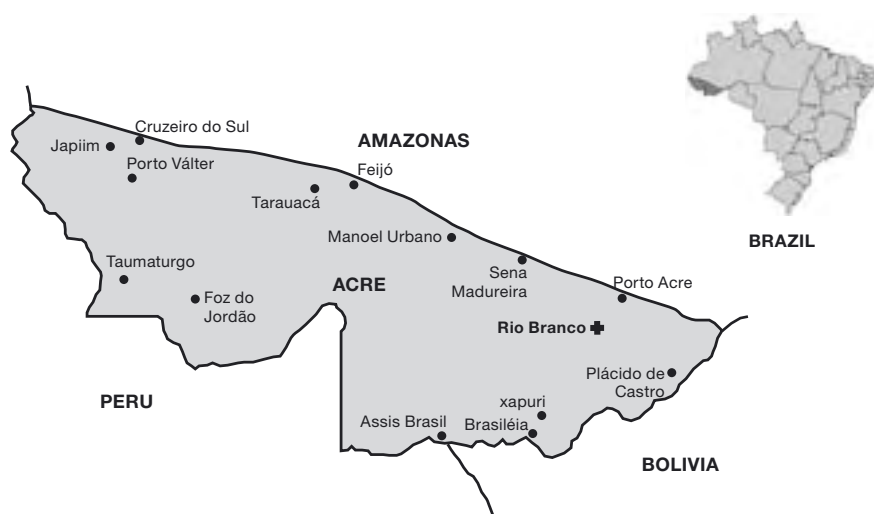 Cruzeiro do Sul
AMAZONAS
Japiim
Porto Válter
Feijó
Tarauacá
Manoel Urbano
BRAZIL
Taumaturgo
Sena
Madureira
ACRE
Porto Acre
Foz do
Jordão
Rio Branco
Plácido de
Castro
PERU
xapuri
Assis Brasil
Brasiléia
BOLIVIA